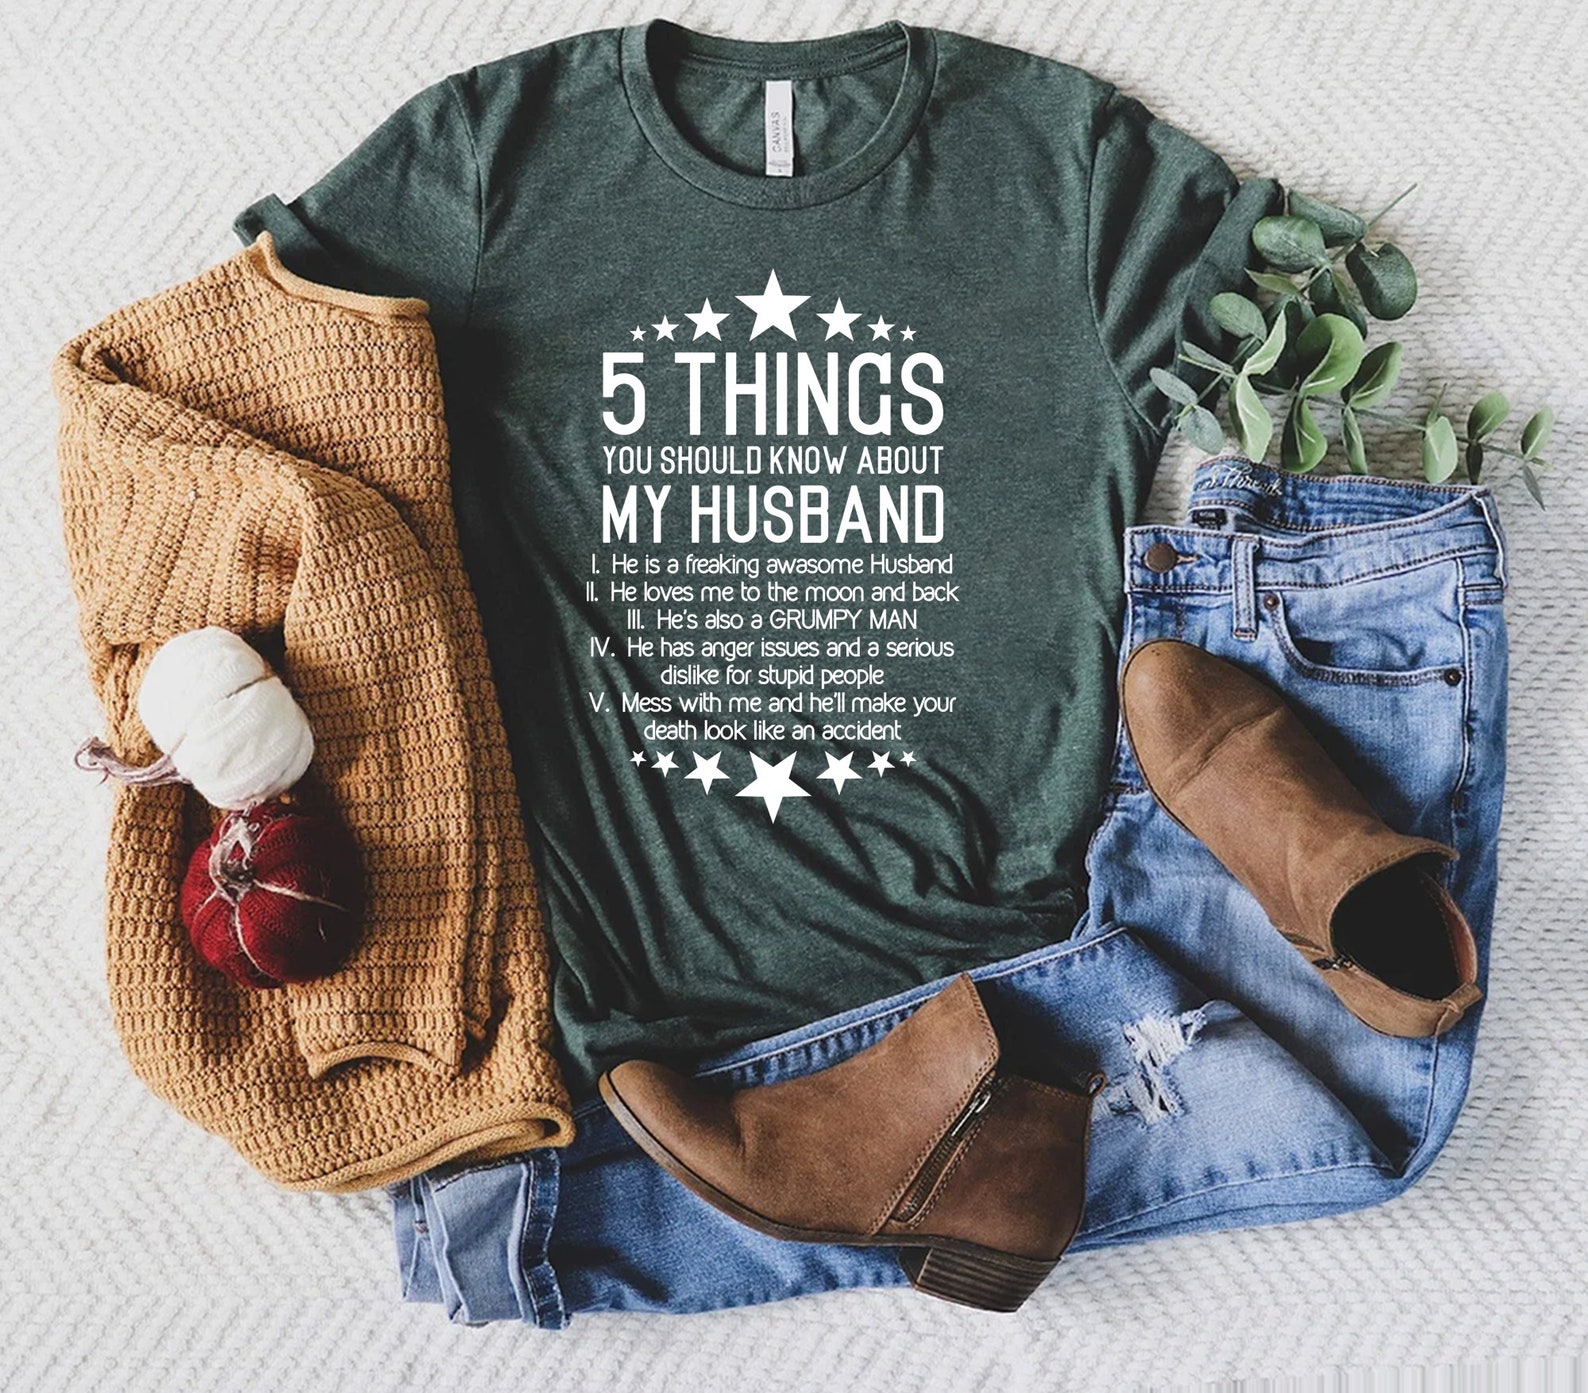 CANVAS
5 THINGS
YOU SHOULD KNOW ABOUT
MY HUSBAND
I. He is a freaking awasome Husband
II. He loves me to the moon and back
III. He's also a GRUMPY MAN
IV. He has anger issues and a serious
dislike for stupid people
V. Mess with me and he'll make your
death look like an accident